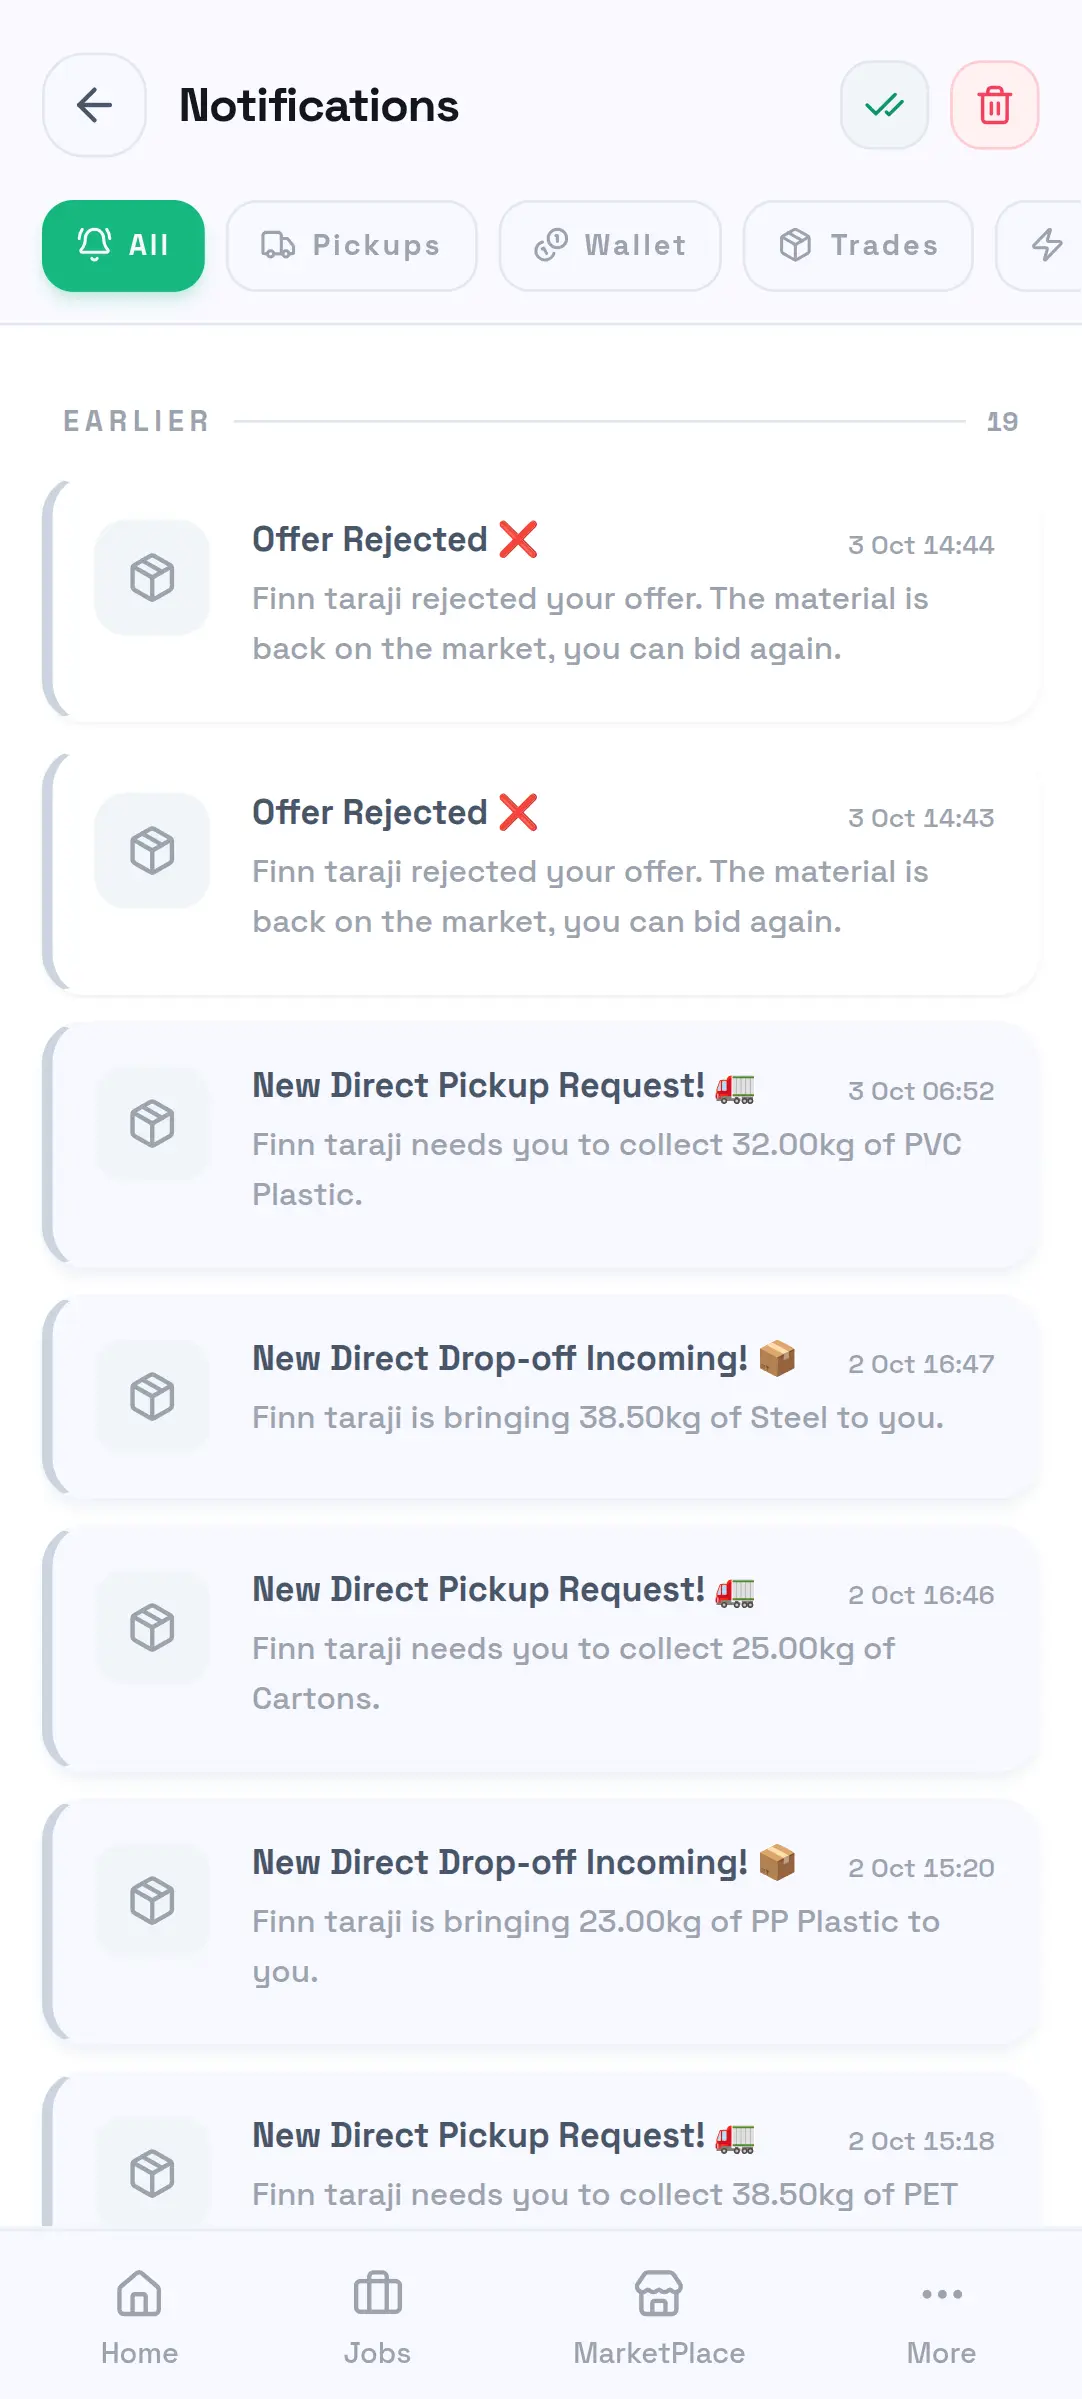 Notifications
All
Pickups
Wallet
Trades
EARLIER
19
Offer Rejected ❌
3 Oct 14:44
Finn taraji rejected your offer. The material is
back on the market, you can bid again.
Offer Rejected ❌
3 Oct 14:43
Finn taraji rejected your offer. The material is
back on the market, you can bid again.
New Direct Pickup Request! 🚛
3 Oct 06:52
Finn taraji needs you to collect 32.00kg of PVC
Plastic.
New Direct Drop-off Incoming! 📦
2 Oct 16:47
Finn taraji is bringing 38.50kg of Steel to you.
New Direct Pickup Request! 🚛
2 Oct 16:46
Finn taraji needs you to collect 25.00kg of
Cartons.
New Direct Drop-off Incoming! 📦
2 Oct 15:20
Finn taraji is bringing 23.00kg of PP Plastic to
you.
New Direct Pickup Request! 🚛
2 Oct 15:18
Finn taraji needs you to collect 38.50kg of PET
Home
Jobs
MarketPlace
More